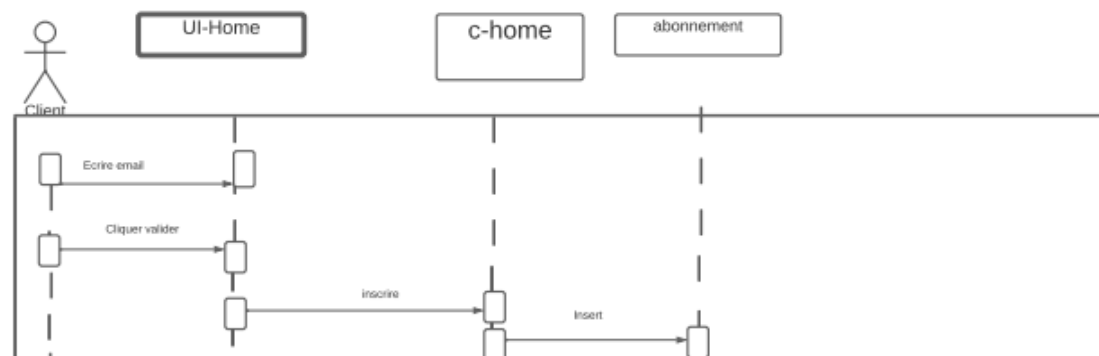 UI-Home
c-home
abonnement
Client
Ecrire email
Cliquer valider
inscrire
Insert